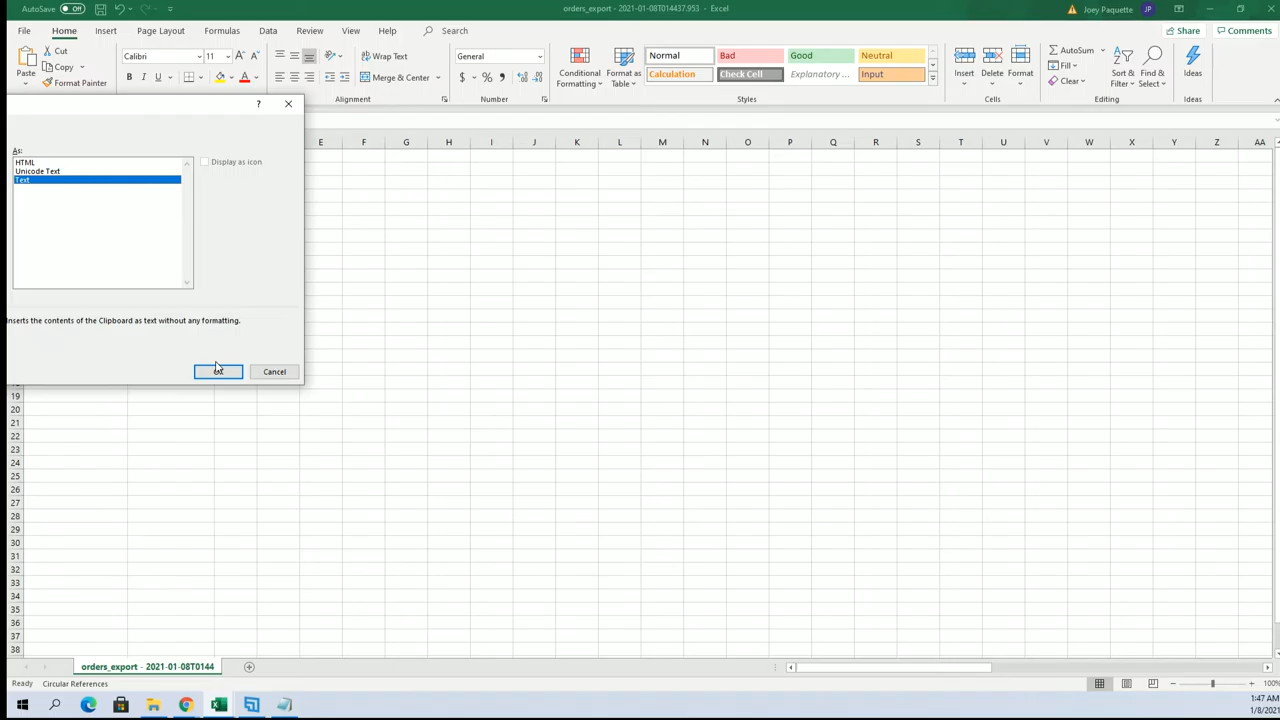 AutoSave Off
orders_export - 2021-01-08T014437.953 - Excel
Joey Paquette JP
File Home Insert Page Layout Formulas Data Review View Help Search
Share Comments
Paste
Cut
Copy
Format Painter
Calibri 11
B I U
Wrap Text
Merge & Center
Alignment
General
$ % ,
Number
Conditional Formatting
Format as Table
Normal Bad Good Neutral
Calculation Check Cell Explanatory ... Input
Styles
Insert Delete Format
Cells
AutoSum
Fill
Clear
Sort & Filter
Find & Select
Editing
Ideas
Ideas
?
As:
HTML
Unicode Text
Text
Display as icon
Inserts the contents of the Clipboard as text without any formatting.
Cancel
E F G H I J K L M N O P Q R S T U V W X Y Z AA
19
20
21
22
23
24
25
26
27
28
29
30
31
32
33
34
35
36
37
38
orders_export - 2021-01-08T0144
Ready Circular References
100%
1:47 AM
1/8/2021